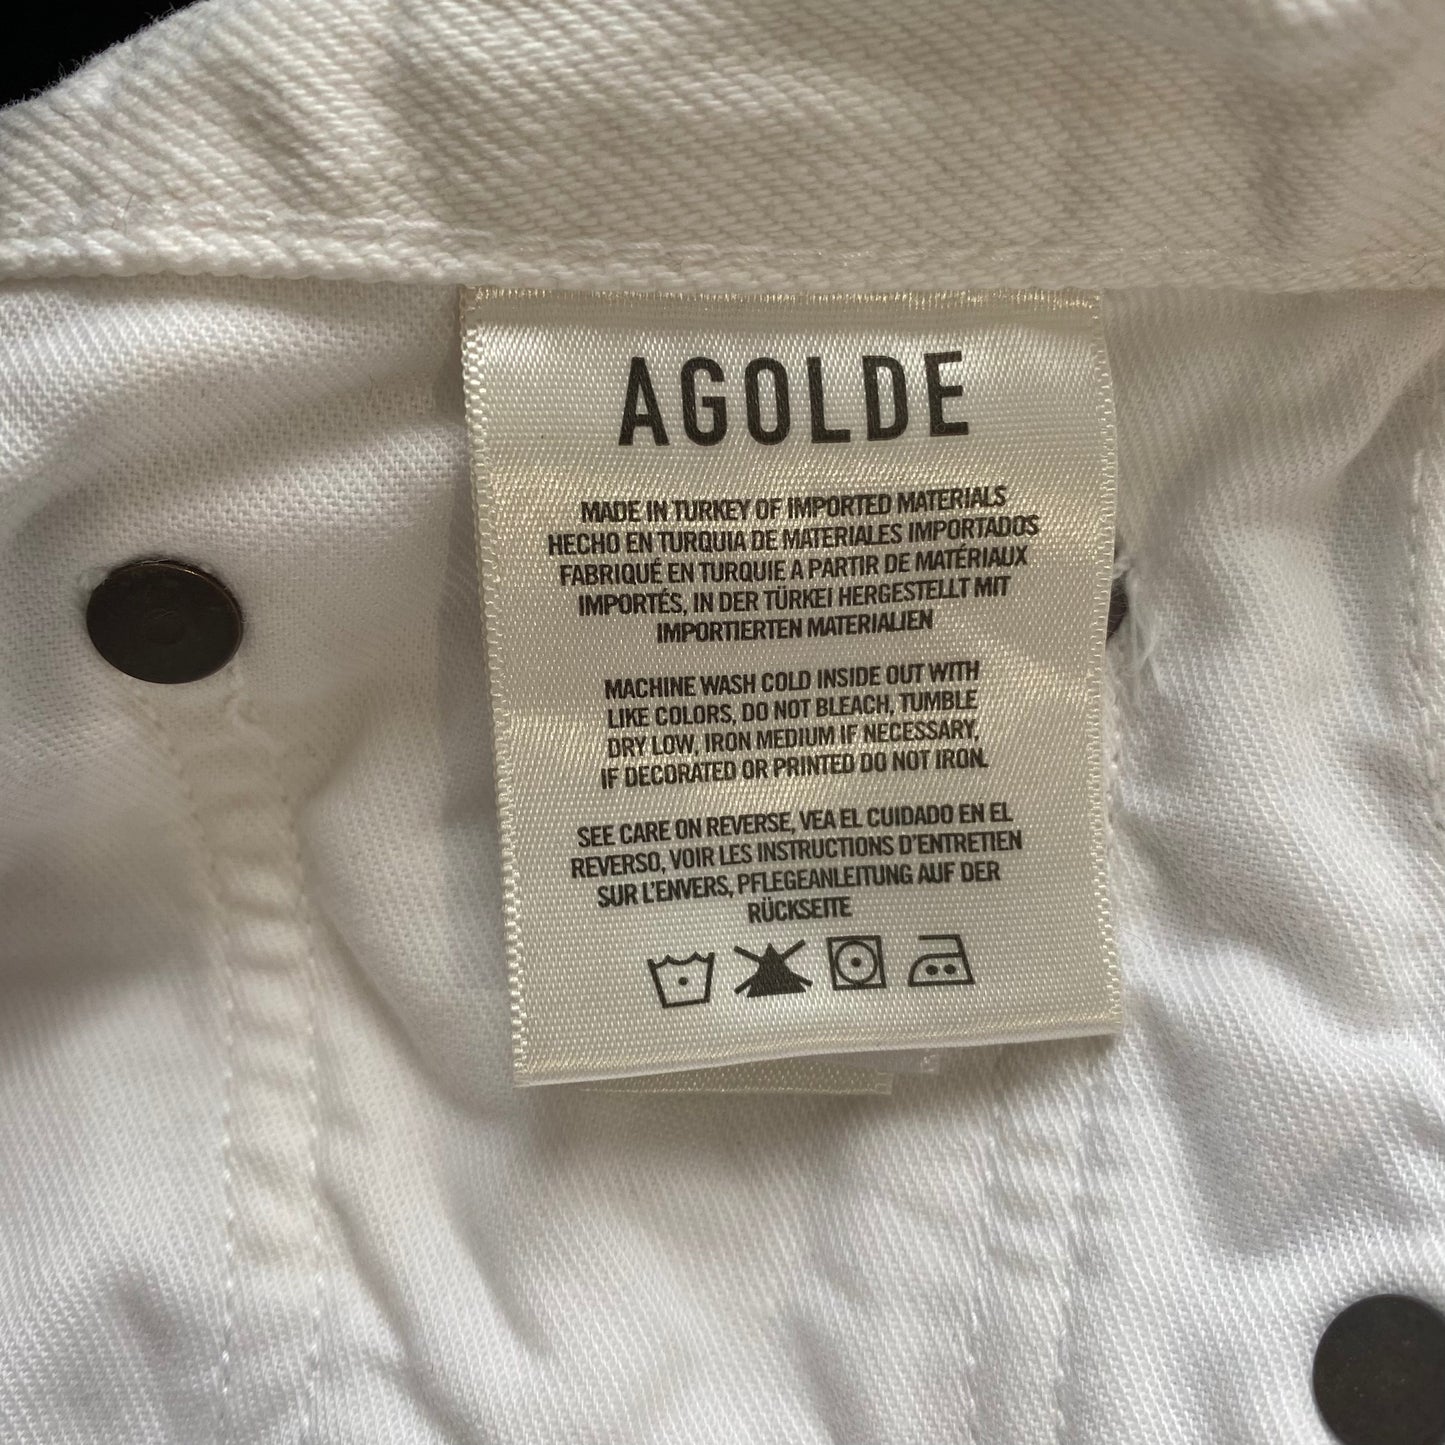 AGOLDE
MADE IN TURKEY OF IMPORTED MATERIALS
HECHO EN TURQUIA DE MATERIALES IMPORTADOS
FABRIQUÉ EN TURQUIE A PARTIR DE MATÉRIAUX
IMPORTÉS, IN DER TÜRKEI HERGESTELLT MIT
IMPORTIERTEN MATERIALIEN
MACHINE WASH COLD INSIDE OUT WITH
LIKE COLORS, DO NOT BLEACH, TUMBLE
DRY LOW, IRON MEDIUM IF NECESSARY,
IF DECORATED OR PRINTED DO NOT IRON.
SEE CARE ON REVERSE, VEA EL CUIDADO EN EL
REVERSO, VOIR LES INSTRUCTIONS D'ENTRETIEN
SUR L'ENVERS, PFLEGEANLEITUNG AUF DER
RÜCKSEITE